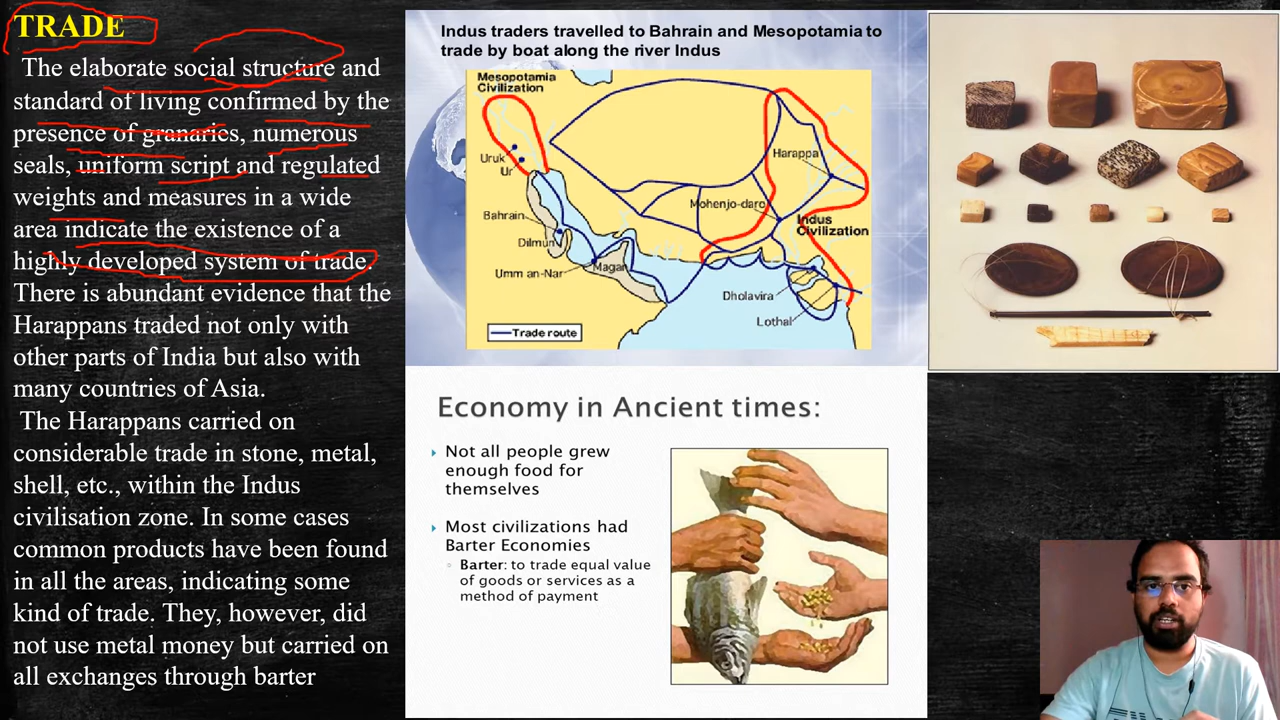 TRADE
The elaborate social structure and
standard of living confirmed by the
presence of granaries, numerous
seals, uniform script and regulated
weights and measures in a wide
area indicate the existence of a
highly developed system of trade.
There is abundant evidence that the
Harappans traded not only with
other parts of India but also with
many countries of Asia.
The Harappans carried on
considerable trade in stone, metal,
shell, etc., within the Indus
civilisation zone. In some cases
common products have been found
in all the areas, indicating some
kind of trade. They, however, did
not use metal money but carried on
all exchanges through barter
Indus traders travelled to Bahrain and Mesopotamia to
trade by boat along the river Indus
Mesopotamia
Civilization
Uruk
Ur
Harappa
Mohenjo-daro
Indus
Civilization
Bahrain
Dilmun
Umm an-Nar
Magan
Dholavira
Lothal
Trade route
Economy in Ancient times:
Not all people grew
enough food for
themselves
Most civilizations had
Barter Economies
Barter: to trade equal value
of goods or services as a
method of payment